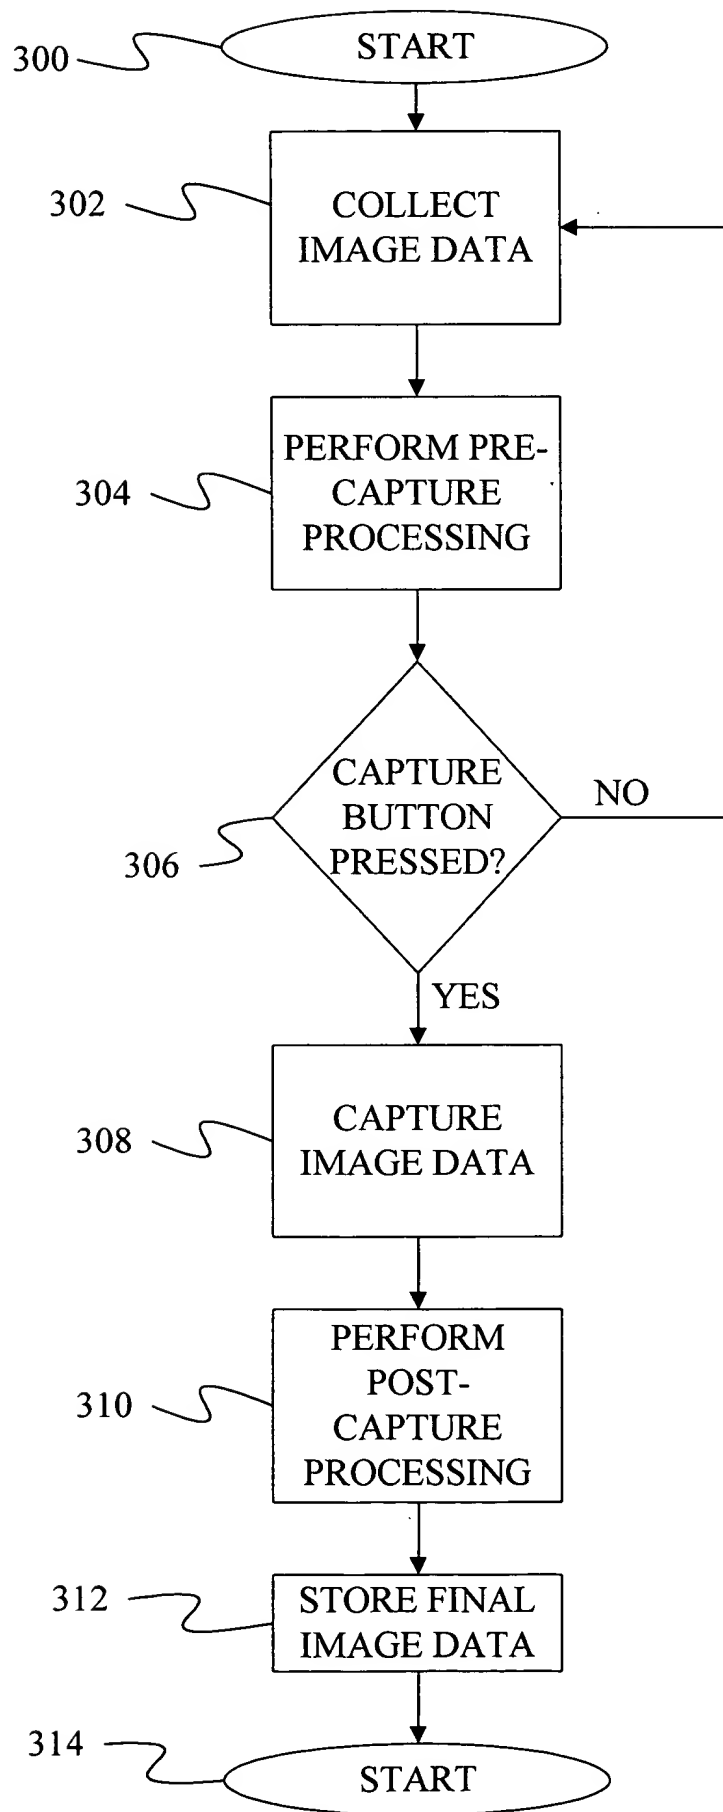 300
START
302
COLLECT
IMAGE DATA
304
PERFORM PRE-
CAPTURE
PROCESSING
306
CAPTURE
BUTTON
PRESSED?
NO
YES
308
CAPTURE
IMAGE DATA
310
PERFORM
POST-
CAPTURE
PROCESSING
312
STORE FINAL
IMAGE DATA
314
START